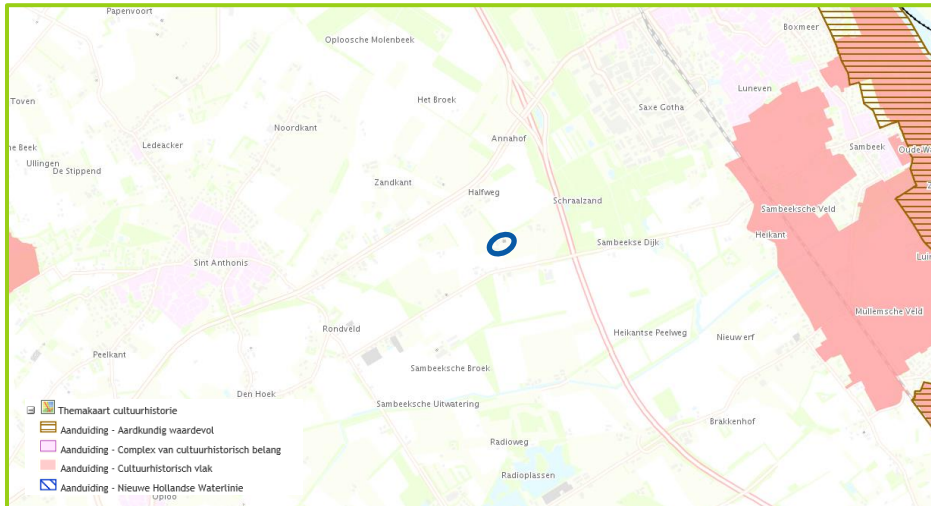 Papenvoort
Boxmeer
Oploosche Molenbeek
Luneven
Toven
Het Broek
Saxe Gotha
Noordkant
Annahof
Ledeacker
Sambeek
Ullingen
De Stippend
Zandkant
Halfweg
Schraalzand
Sambeeksche Veld
Heikant
Sambeekse Dijk
Sint Anthonis
Mullemsche Veld
Rondveld
Heikantse Peelweg
Nieuw erf
Peelkant
Sambeeksche Broek
Den Hoek
Sambeeksche Uitwatering
Brakkenhof
Radioweg
Radioplassen
Themakaart cultuurhistorie
Aanduiding - Aardkundig waardevol
Aanduiding - Complex van cultuurhistorisch belang
Aanduiding - Cultuurhistorisch vlak
Aanduiding - Nieuwe Hollandse Waterlinie
Oploo